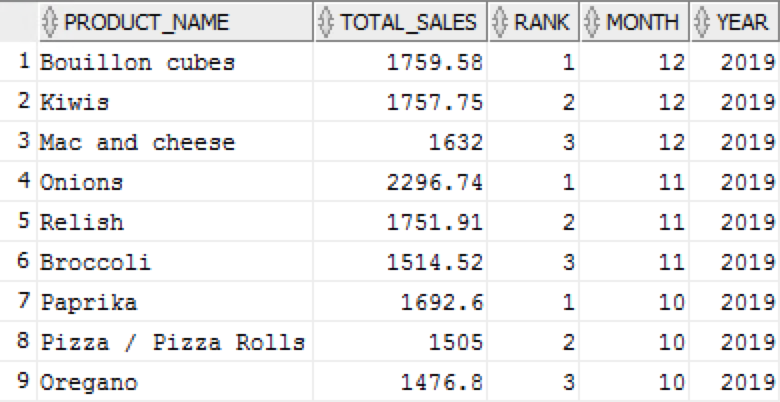 PRODUCT_NAME TOTAL_SALES RANK MONTH YEAR
1 Bouillon cubes 1759.58 1 12 2019
2 Kiwis 1757.75 2 12 2019
3 Mac and cheese 1632 3 12 2019
4 Onions 2296.74 1 11 2019
5 Relish 1751.91 2 11 2019
6 Broccoli 1514.52 3 11 2019
7 Paprika 1692.6 1 10 2019
8 Pizza / Pizza Rolls 1505 2 10 2019
9 Oregano 1476.8 3 10 2019